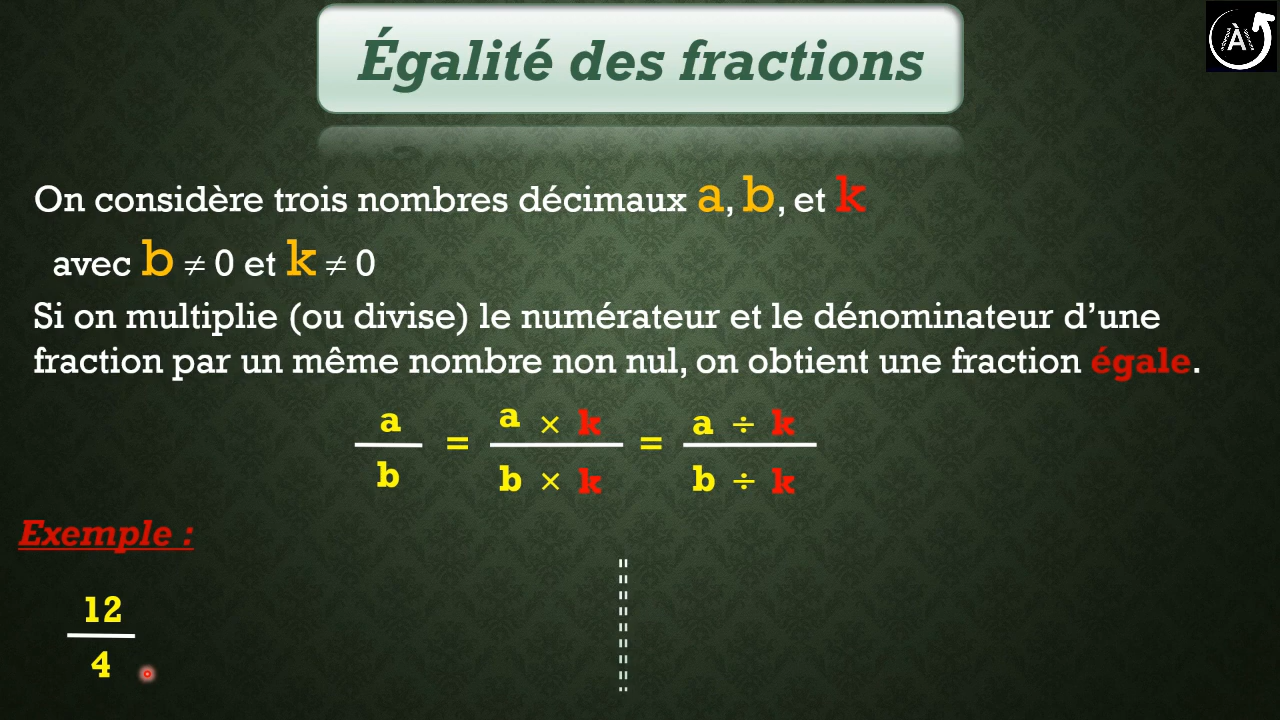 Égalité des fractions
À
On considère trois nombres décimaux a, b, et k
avec b ≠ 0 et k ≠ 0
Si on multiplie (ou divise) le numérateur et le dénominateur d’une
fraction par un même nombre non nul, on obtient une fraction égale.
a = a × k = a ÷ k
b b × k b ÷ k
Exemple :
12
4